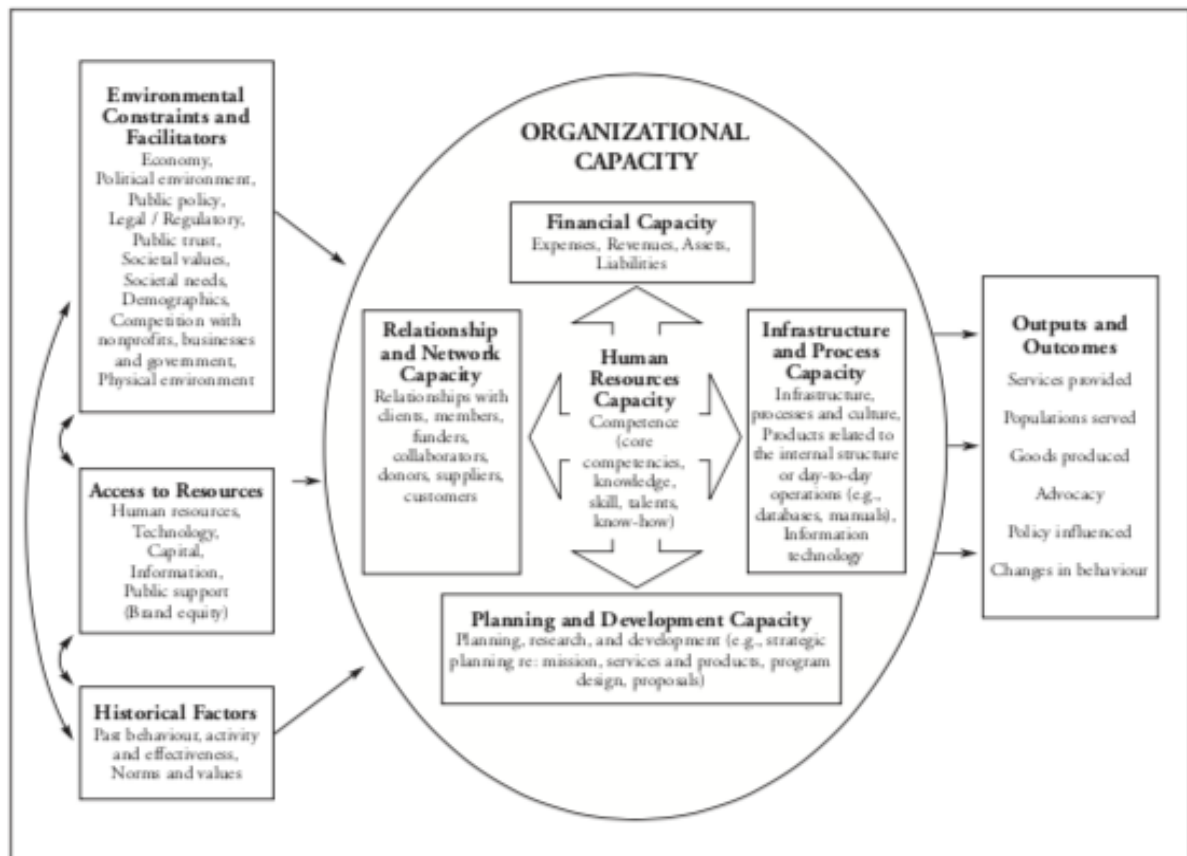 Environmental
Constraints and
Facilitators
Economy,
Political environment,
Public policy,
Legal / Regulatory,
Public trust,
Societal values,
Societal needs,
Demographics,
Competition with
nonprofits, businesses
and government,
Physical environment
Access to Resources
Human resources,
Technology,
Capital,
Information,
Public support
(Brand equity)
Historical Factors
Past behaviour, activity
and effectiveness,
Norms and values
ORGANIZATIONAL
CAPACITY
Financial Capacity
Expenses, Revenues, Assets,
Liabilities
Relationship
and Network
Capacity
Relationships with
clients, members,
funders,
collaborators,
donors, suppliers,
customers
Human
Resources
Capacity
Competence
(core
competencies,
knowledge,
skill, talents,
know-how)
Infrastructure
and Process
Capacity
Infrastructure,
processes and culture,
Products related to
the internal structure
or day-to-day
operations (e.g.,
databases, manuals),
Information
technology
Planning and Development Capacity
Planning, research, and development (e.g., strategic
planning re: mission, services and products, program
design, proposals)
Outputs and
Outcomes
Services provided
Populations served
Goods produced
Advocacy
Policy influenced
Changes in behaviour